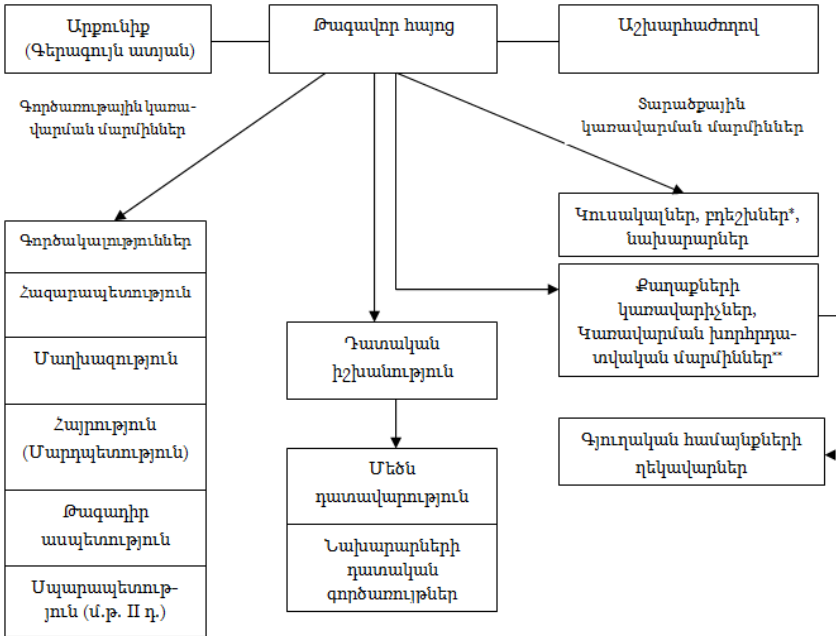 Արքունիք
(Գերագույն ատյան)
Թագավոր հայոց
Աշխարհաժողով
Գործառութային կառա-
վարման մարմիններ
Տարածքային
կառավարման մարմիններ
Գործակալություններ
Հազարապետություն
Մաղխազություն
Հայրություն
(Մարդպետություն)
Թագադիր
ասպետություն
Սպարապետութ-
յուն (մ.թ. II դ.)
Դատական
իշխանություն
Մեծն
դատավարություն
Նախարարների
դատական
գործառույթներ
Կուսակալներ, բդեշխներ*,
նախարարներ
Քաղաքների
կառավարիչներ,
Կառավարման խորհրդա-
տվական մարմիններ**
Գյուղական համայնքների
ղեկավարներ